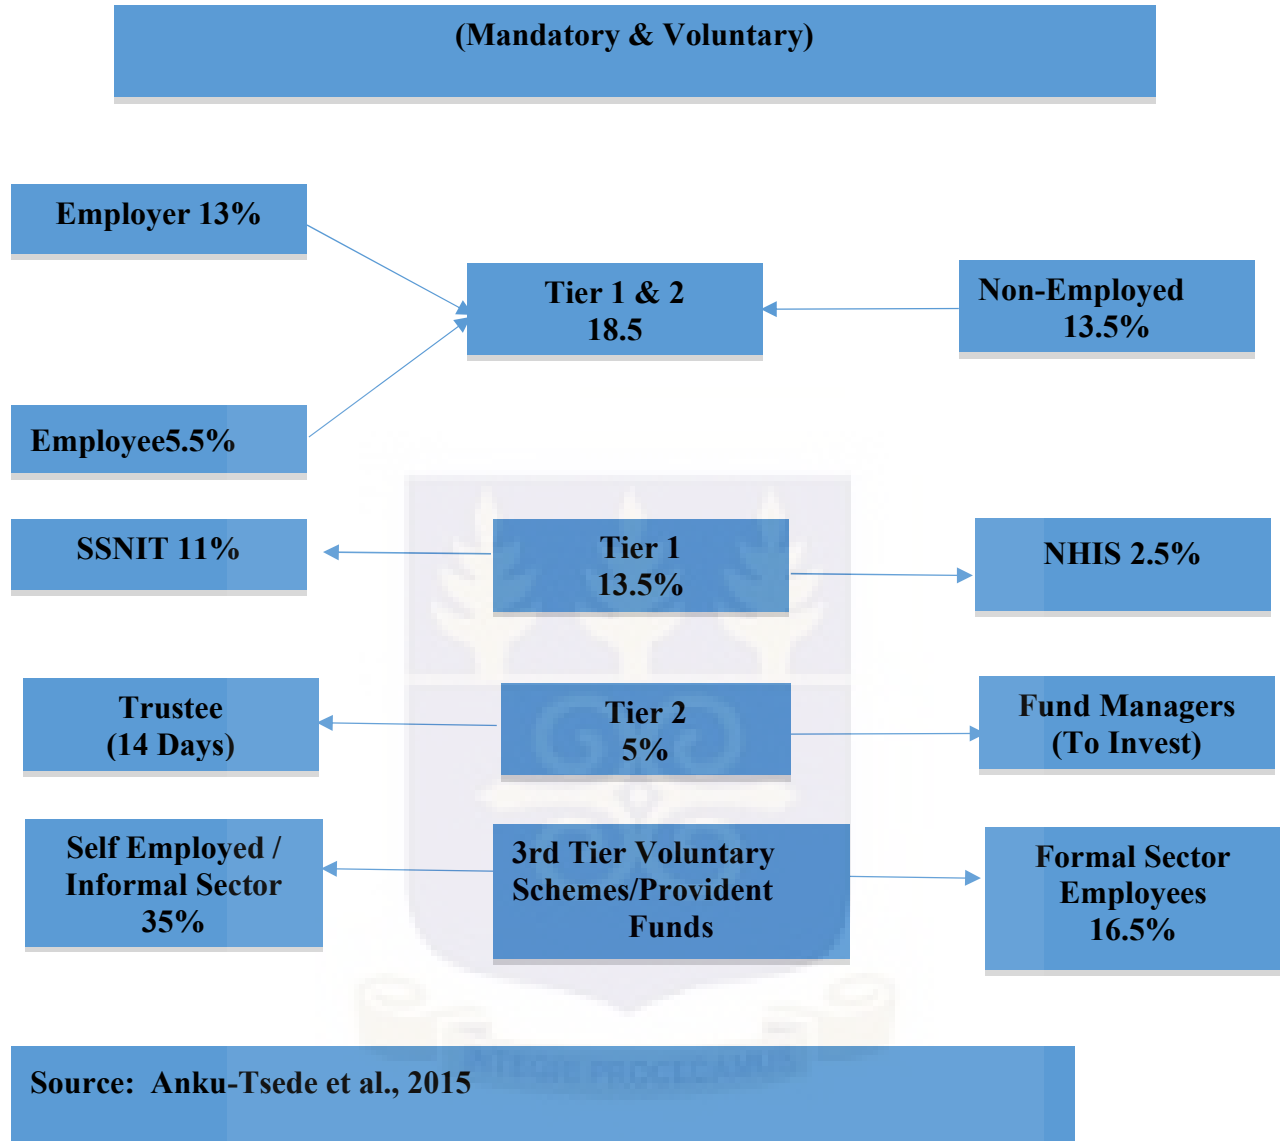 (Mandatory & Voluntary)
Employer 13%
Tier 1 & 2
18.5
Non-Employed
13.5%
Employee5.5%
SSNIT 11%
Tier 1
13.5%
NHIS 2.5%
Trustee
(14 Days)
Tier 2
5%
Fund Managers
(To Invest)
Self Employed /
Informal Sector
35%
3rd Tier Voluntary
Schemes/Provident
Funds
Formal Sector
Employees
16.5%
INTEGRI PROCEDAMUS
Source: Anku-Tsede et al., 2015